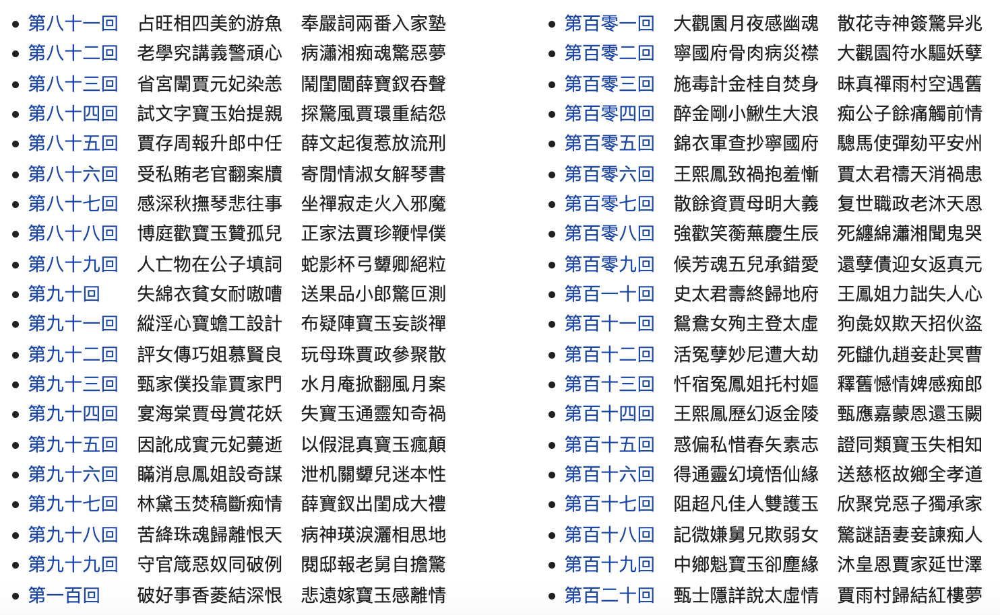 第八十一回 占旺相四美釣游魚 奉嚴詞兩番入家塾
第八十二回 老學究講義警頑心 病瀟湘痴魂驚惡夢
第八十三回 省宮闈賈元妃染恙 鬧閨閫薛寶釵吞聲
第八十四回 試文字寶玉始提親 探驚風賈環重結怨
第八十五回 賈存周報升郎中任 薛文起復惹放流刑
第八十六回 受私賄老官翻案牘 寄閒情淑女解琴書
第八十七回 感深秋撫琴悲往事 坐禪寂走火入邪魔
第八十八回 博庭歡寶玉贊孤兒 正家法賈珍鞭悍僕
第八十九回 人亡物在公子填詞 蛇影杯弓顰卿絕粒
第九十回 失綿衣貧女耐嗷嘈 送果品小郎驚叵測
第九十一回 縱淫心寶蟾工設計 布疑陣寶玉妄談禪
第九十二回 評女傳巧姐慕賢良 玩母珠賈政參聚散
第九十三回 甄家僕投靠賈家門 水月庵掀翻風月案
第九十四回 宴海棠賈母賞花妖 失寶玉通靈知奇禍
第九十五回 因訛成實元妃薨逝 以假混真寶玉瘋顛
第九十六回 瞞消息鳳姐設奇謀 泄机關顰兒迷本性
第九十七回 林黛玉焚稿斷痴情 薛寶釵出閨成大禮
第九十八回 苦絳珠魂歸離恨天 病神瑛淚灑相思地
第九十九回 守官箴惡奴同破例 閱邸報老舅自擔驚
第一百回 破好事香菱結深恨 悲遠嫁寶玉感離情
第百零一回 大觀園月夜感幽魂 散花寺神簽驚异兆
第百零二回 寧國府骨肉病災襟 大觀園符水驅妖孽
第百零三回 施毒計金桂自焚身 昧真禪雨村空遇舊
第百零四回 醉金剛小鰍生大浪 痴公子餘痛觸前情
第百零五回 錦衣軍查抄寧國府 驄馬使彈劾平安州
第百零六回 王熙鳳致禍抱羞慚 賈太君禱天消禍患
第百零七回 散餘資賈母明大義 复世職政老沐天恩
第百零八回 強歡笑蘅蕪慶生辰 死纏綿瀟湘聞鬼哭
第百零九回 候芳魂五兒承錯愛 還孽債迎女返真元
第百一十回 史太君壽終歸地府 王鳳姐力詘失人心
第百十一回 鴛鴦女殉主登太虛 狗彘奴欺天招伙盜
第百十二回 活冤孽妙尼遭大劫 死讎仇趙妾赴冥曹
第百十三回 忏宿冤鳳姐托村嫗 釋舊憾情婢感痴郎
第百十四回 王熙鳳歷幻返金陵 甄應嘉蒙恩還玉闕
第百十五回 惑偏私惜春矢素志 證同類寶玉失相知
第百十六回 得通靈幻境悟仙緣 送慈柩故鄉全孝道
第百十七回 阻超凡佳人雙護玉 欣聚党惡子獨承家
第百十八回 記微嫌舅兄欺弱女 驚謎語妻妾諫痴人
第百十九回 中鄉魁寶玉卻塵緣 沐皇恩賈家延世澤
第百二十回 甄士隱詳說太虛情 賈雨村歸結紅樓夢